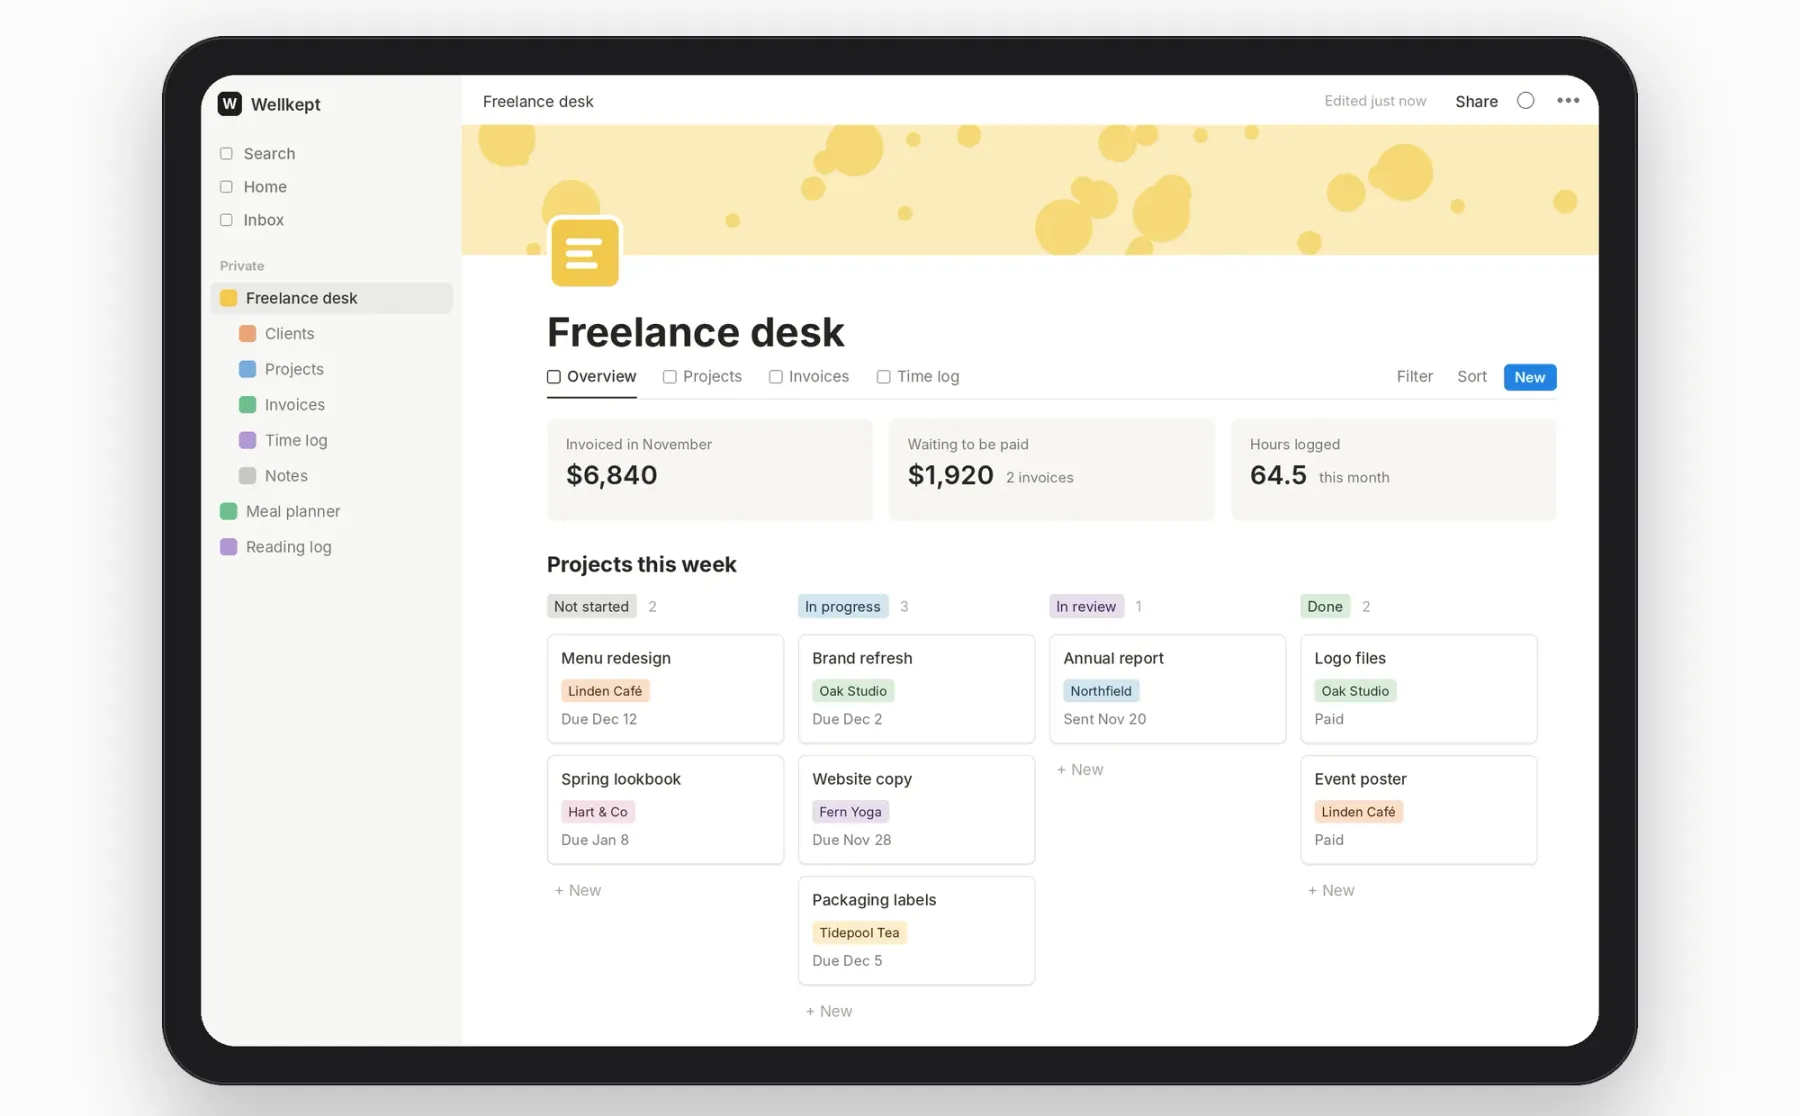 W Wellkept
Search
Home
Inbox
Private
Freelance desk
Clients
Projects
Invoices
Time log
Notes
Meal planner
Reading log
Freelance desk
Edited just now Share •••
Freelance desk
Overview Projects Invoices Time log
Filter Sort New
Invoiced in November
$6,840
Waiting to be paid
$1,920 2 invoices
Hours logged
64.5 this month
Projects this week
Not started 2
Menu redesign
Linden Café
Due Dec 12
Spring lookbook
Hart & Co
Due Jan 8
+ New
In progress 3
Brand refresh
Oak Studio
Due Dec 2
Website copy
Fern Yoga
Due Nov 28
Packaging labels
Tidepool Tea
Due Dec 5
+ New
In review 1
Annual report
Northfield
Sent Nov 20
+ New
Done 2
Logo files
Oak Studio
Paid
Event poster
Linden Café
Paid
+ New